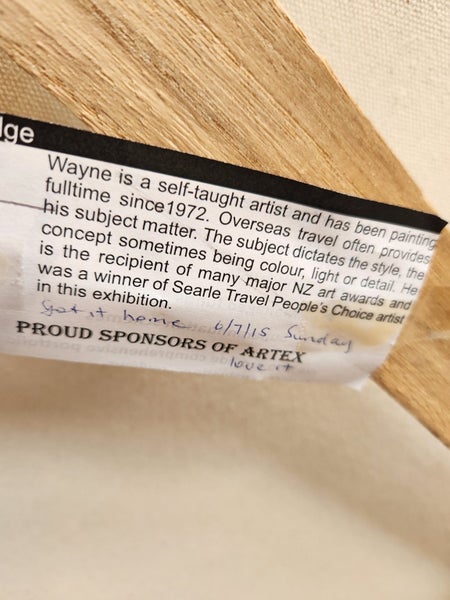 lge
Wayne is a self-taught artist and has been painting
fulltime since1972. Overseas travel often provides
his subject matter. The subject dictates the style, the
concept sometimes being colour, light or detail. He
is the recipient of many major NZ art awards and
was a winner of Searle Travel People's Choice artist
in this exhibition.
Got it home 6/7/15 Sunday
PROUD SPONSORS OF ARTEX
love it